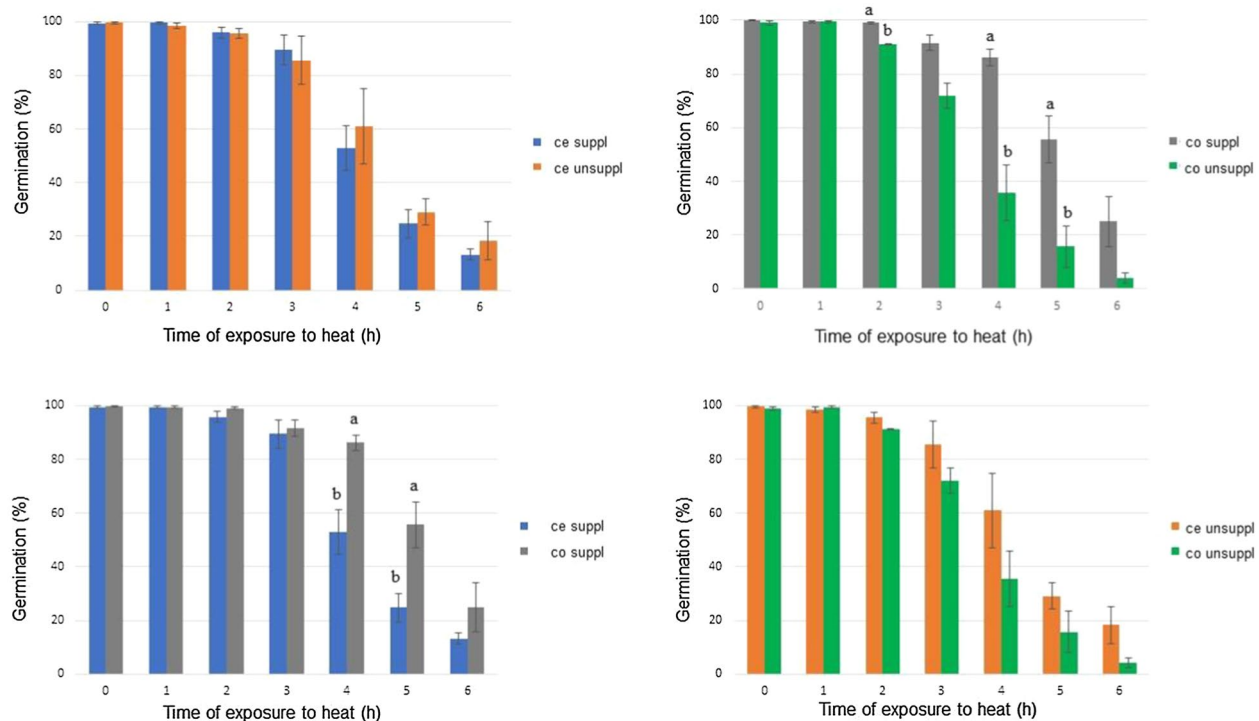 100
80
60
40
20
0
Germination (%)
0 1 2 3 4 5 6
Time of exposure to heat (h)
ce suppl
ce unsuppl
100
80
60
40
20
0
Germination (%)
a
b
a
b
a
b
0 1 2 3 4 5 6
Time of exposure to heat (h)
co suppl
co unsuppl
100
80
60
40
20
0
Germination (%)
b
a
b
a
0 1 2 3 4 5 6
Time of exposure to heat (h)
ce suppl
co suppl
100
80
60
40
20
0
Germination (%)
0 1 2 3 4 5 6
Time of exposure to heat (h)
ce unsuppl
co unsuppl